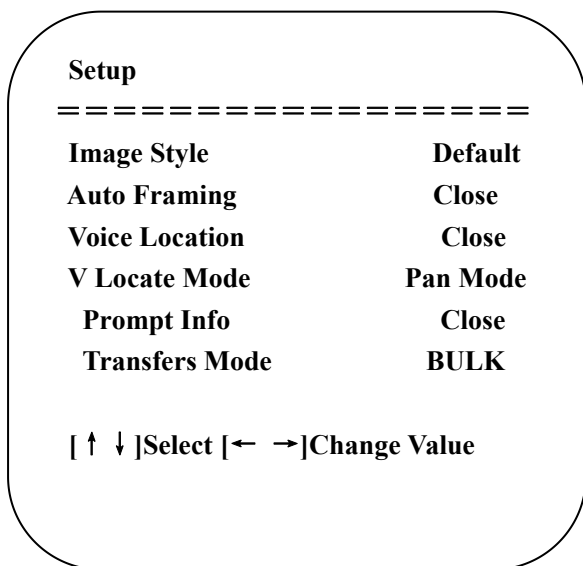 Setup
= = = = = = = = = = = = = = = = =
Image Style Default
Auto Framing Close
Voice Location Close
V Locate Mode Pan Mode
Prompt Info Close
Transfers Mode BULK
[ ↑ ↓ ]Select [← →]Change Value